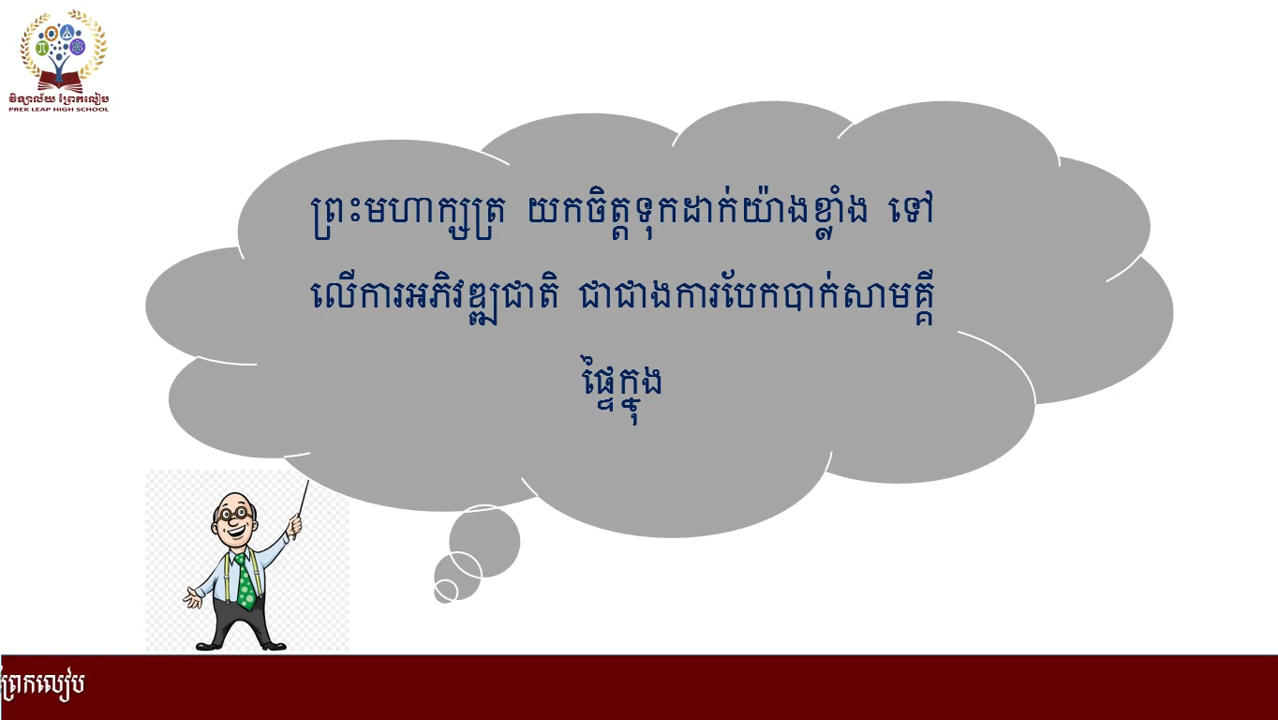 វិទ្យាល័យ ព្រែកលៀប
PREK LEAP HIGH SCHOOL
ព្រះមហាក្សត្រ យកចិត្តទុកដាក់យ៉ាងខ្លាំង ទៅ
លើការអភិវឌ្ឍជាតិ ជាជាងការបែកបាក់សាមគ្គី
ផ្ទៃក្នុង
ព្រែកលៀប